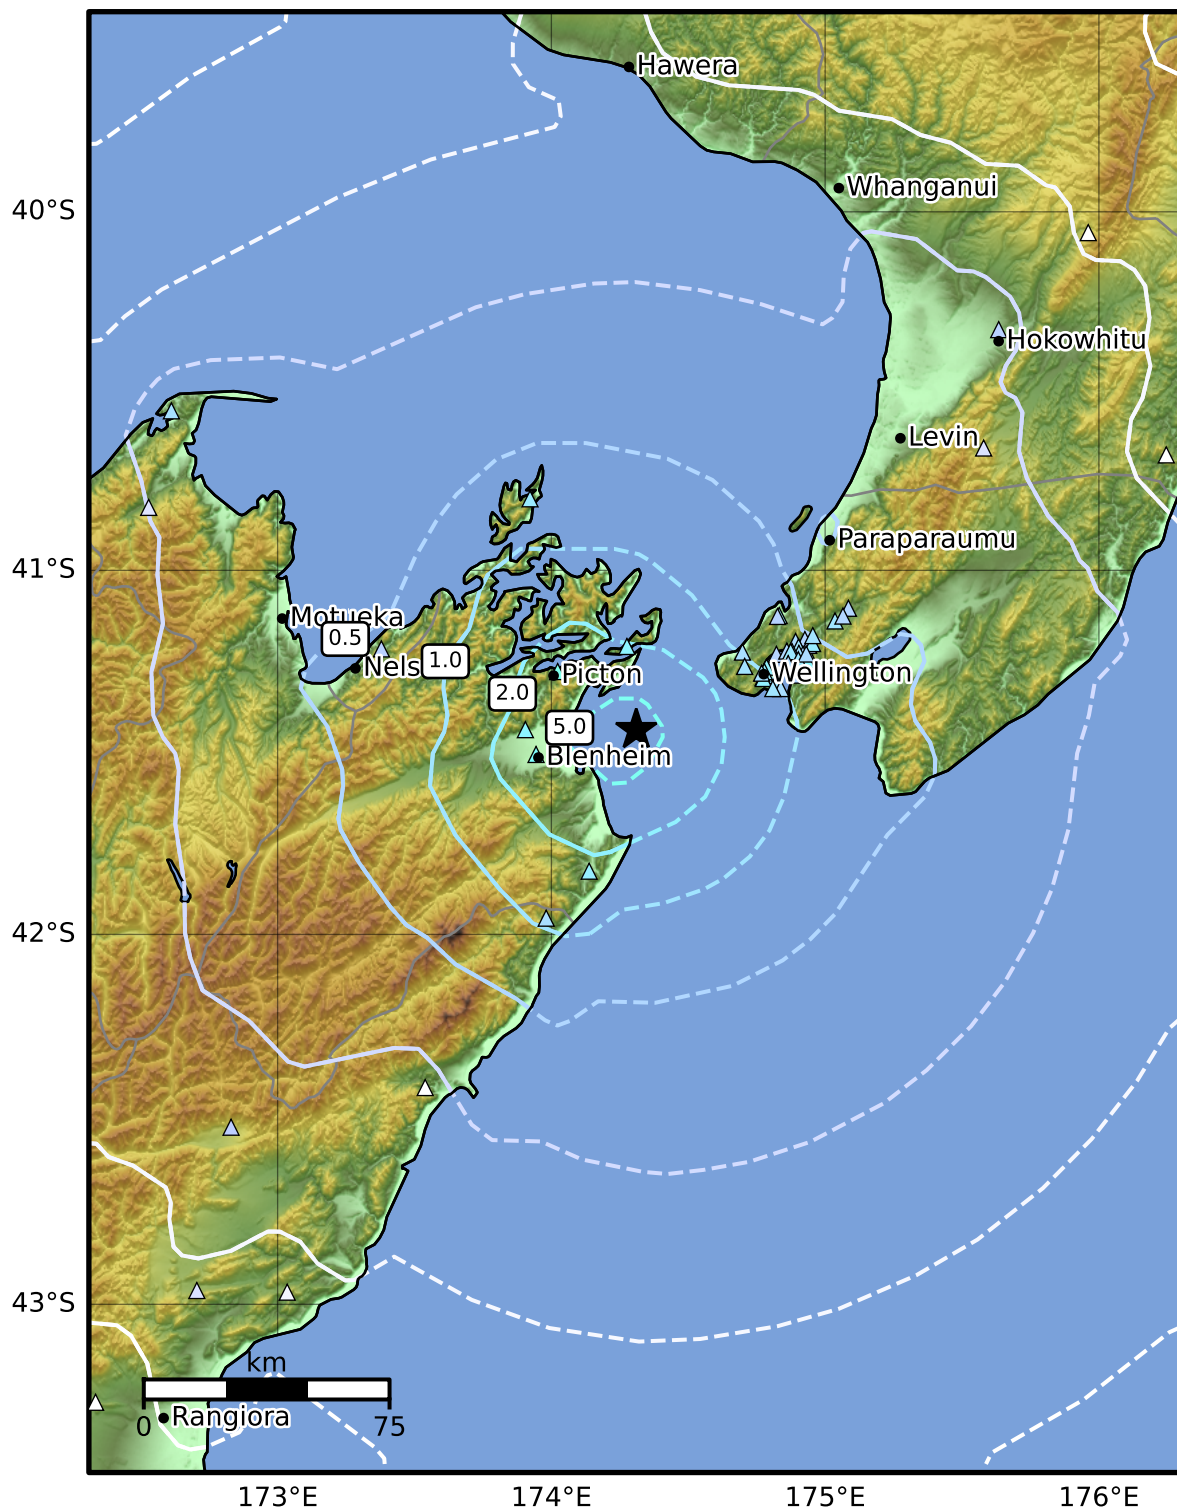 Hawera
Whanganui
40°S
Hokowhitu
Levin
Paraparaumu
41°S
Motueka
0.5
1.0
Nels
Picton
Wellington
2.0
5.0
Blenheim
42°S
43°S
km
0
75
Rangiora
173°E
174°E
175°E
176°E